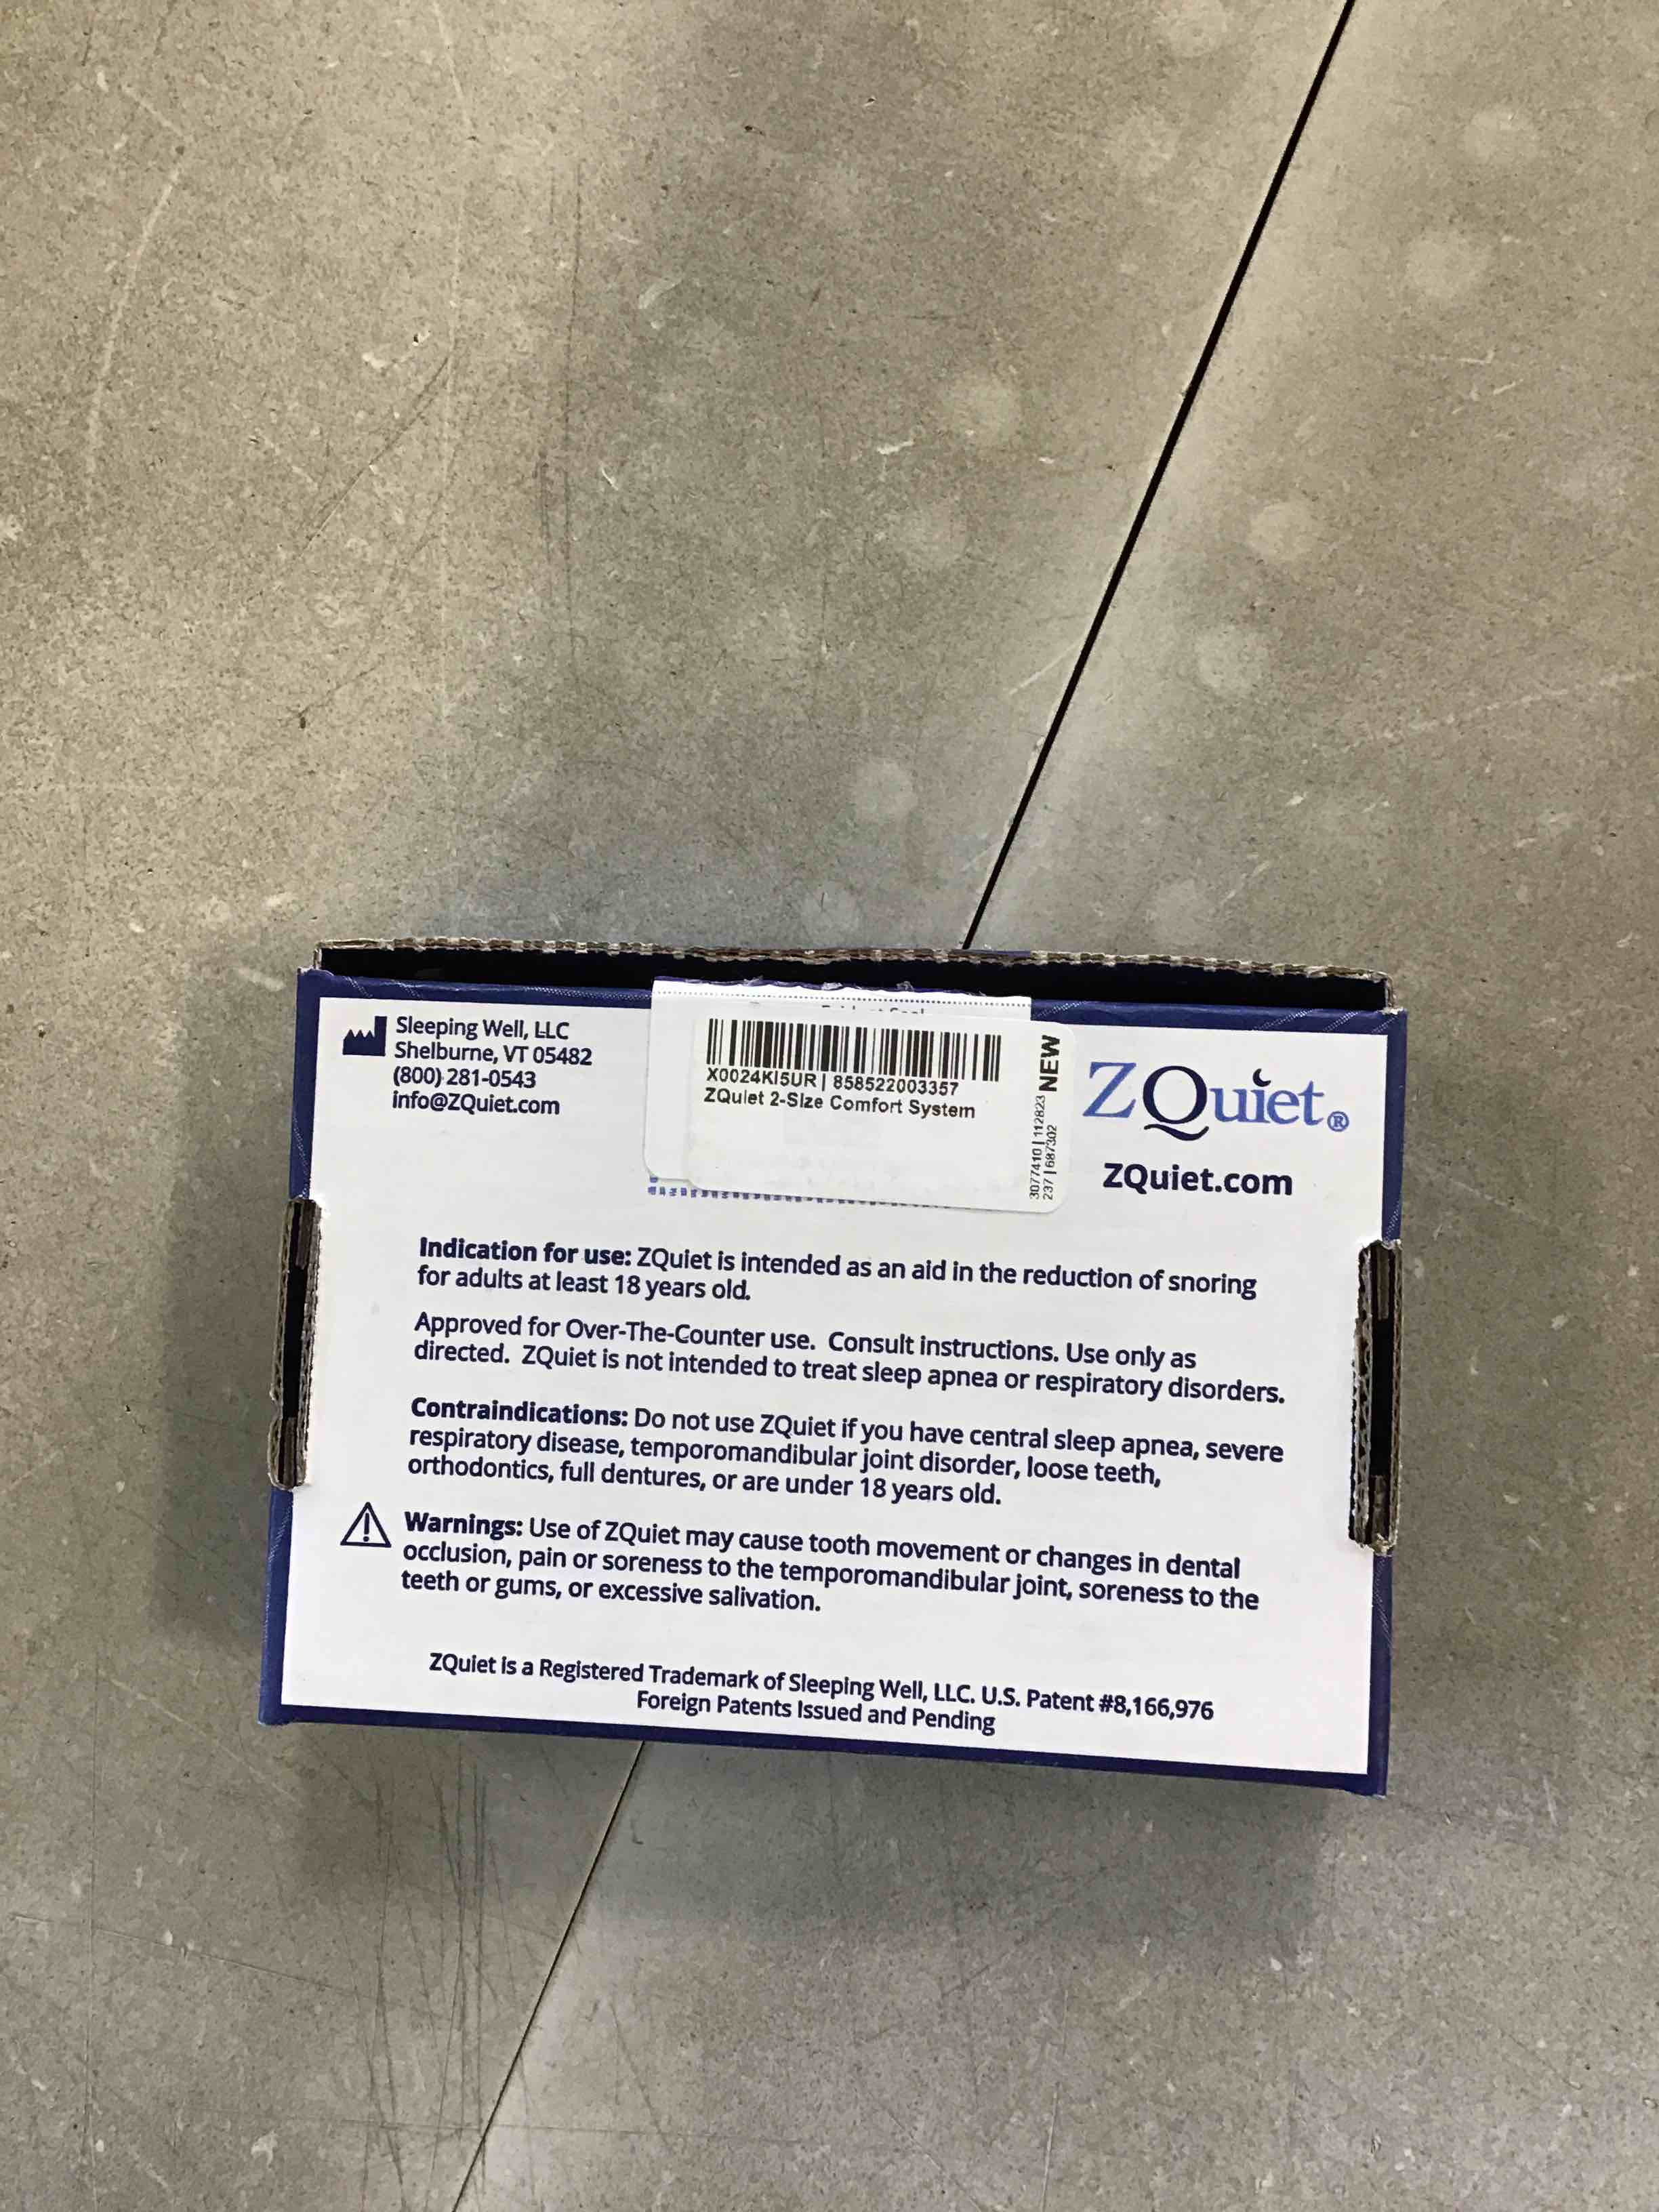 Sleeping Well, LLC
Shelburne, VT 05482
(800) 281-0543
info@ZQuiet.com
X0024KI5UR | 858522003357
ZQuiet 2-Size Comfort System
NEW
3077410 | 112823
237 | 687302
ZQuiet®
ZQuiet.com
Indication for use: ZQuiet is intended as an aid in the reduction of snoring
for adults at least 18 years old.
Approved for Over-The-Counter use. Consult instructions. Use only as
directed. ZQuiet is not intended to treat sleep apnea or respiratory disorders.
Contraindications: Do not use ZQuiet if you have central sleep apnea, severe
respiratory disease, temporomandibular joint disorder, loose teeth,
orthodontics, full dentures, or are under 18 years old.
Warnings: Use of ZQuiet may cause tooth movement or changes in dental
occlusion, pain or soreness to the temporomandibular joint, soreness to the
teeth or gums, or excessive salivation.
ZQuiet is a Registered Trademark of Sleeping Well, LLC. U.S. Patent #8,166,976
Foreign Patents Issued and Pending